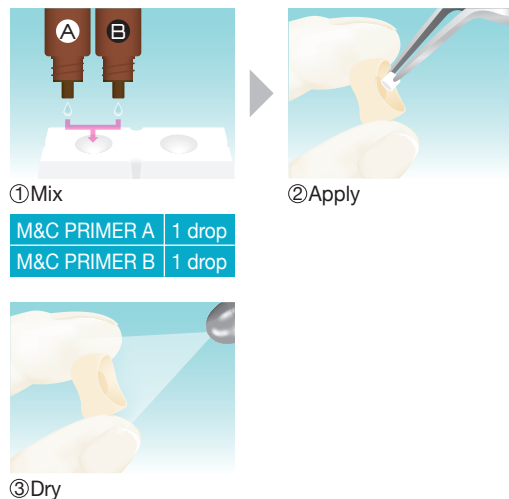 A B
①Mix
②Apply
M&C PRIMER A 1 drop
M&C PRIMER B 1 drop
③Dry